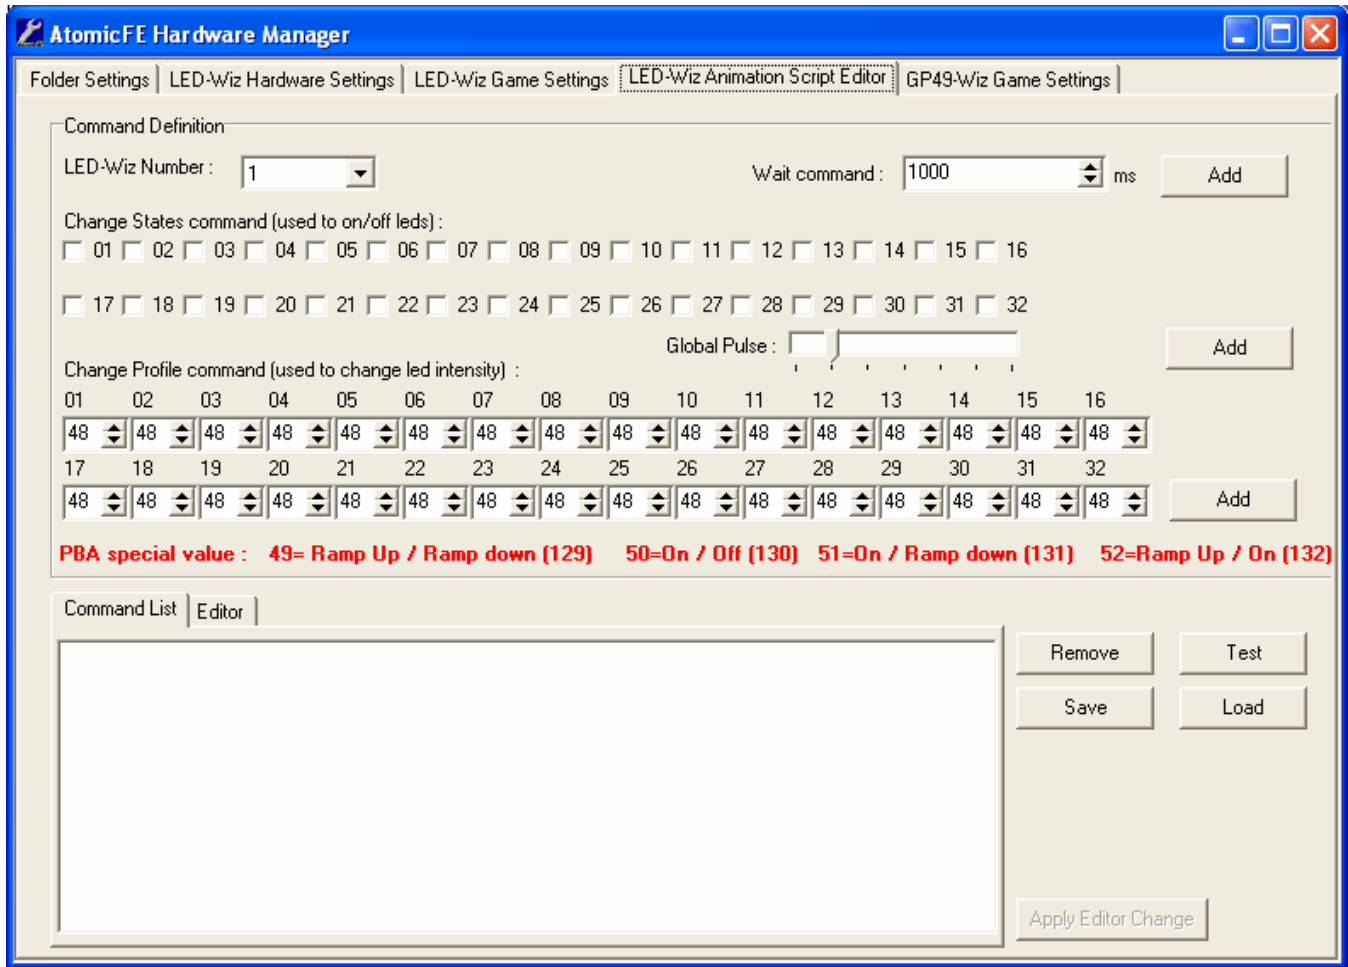 AtomicFE Hardware Manager
Folder Settings LED-Wiz Hardware Settings LED-Wiz Game Settings LED-Wiz Animation Script Editor GP49-Wiz Game Settings
Command Definition
LED-Wiz Number : 1 Wait command : 1000 ms Add
Change States command (used to on/off leds) :
01 02 03 04 05 06 07 08 09 10 11 12 13 14 15 16
17 18 19 20 21 22 23 24 25 26 27 28 29 30 31 32
Global Pulse : Add
Change Profile command (used to change led intensity) :
01 02 03 04 05 06 07 08 09 10 11 12 13 14 15 16
48 48 48 48 48 48 48 48 48 48 48 48 48 48 48 48
17 18 19 20 21 22 23 24 25 26 27 28 29 30 31 32
48 48 48 48 48 48 48 48 48 48 48 48 48 48 48 48 Add
PBA special value : 49= Ramp Up / Ramp down (129) 50=On / Off (130) 51=On / Ramp down (131) 52=Ramp Up / On (132)
Command List Editor
Remove Test
Save Load
Apply Editor Change